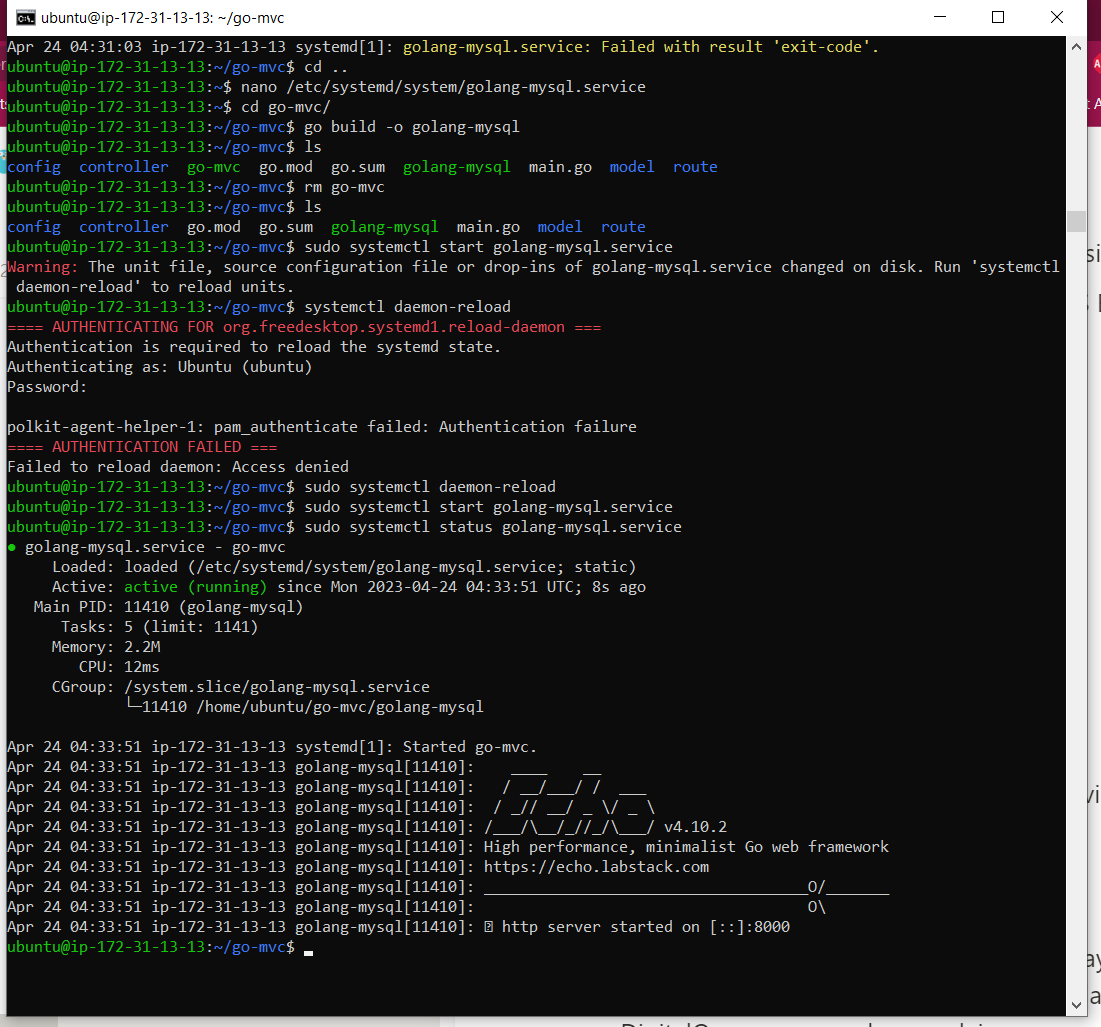 ubuntu@ip-172-31-13-13: ~/go-mvc
Apr 24 04:31:03 ip-172-31-13-13 systemd[1]: golang-mysql.service: Failed with result 'exit-code'.
ubuntu@ip-172-31-13-13:~/go-mvc$ cd ..
ubuntu@ip-172-31-13-13:~$ nano /etc/systemd/system/golang-mysql.service
ubuntu@ip-172-31-13-13:~$ cd go-mvc/
ubuntu@ip-172-31-13-13:~/go-mvc$ go build -o golang-mysql
ubuntu@ip-172-31-13-13:~/go-mvc$ ls
config  controller  go-mvc  go.mod  go.sum  golang-mysql  main.go  model  route
ubuntu@ip-172-31-13-13:~/go-mvc$ rm go-mvc
ubuntu@ip-172-31-13-13:~/go-mvc$ ls
config  controller  go.mod  go.sum  golang-mysql  main.go  model  route
ubuntu@ip-172-31-13-13:~/go-mvc$ sudo systemctl start golang-mysql.service
Warning: The unit file, source configuration file or drop-ins of golang-mysql.service changed on disk. Run 'systemctl
 daemon-reload' to reload units.
ubuntu@ip-172-31-13-13:~/go-mvc$ systemctl daemon-reload
==== AUTHENTICATING FOR org.freedesktop.systemd1.reload-daemon ===
Authentication is required to reload the systemd state.
Authenticating as: Ubuntu (ubuntu)
Password:
polkit-agent-helper-1: pam_authenticate failed: Authentication failure
==== AUTHENTICATION FAILED ===
Failed to reload daemon: Access denied
ubuntu@ip-172-31-13-13:~/go-mvc$ sudo systemctl daemon-reload
ubuntu@ip-172-31-13-13:~/go-mvc$ sudo systemctl start golang-mysql.service
ubuntu@ip-172-31-13-13:~/go-mvc$ sudo systemctl status golang-mysql.service
● golang-mysql.service - go-mvc
     Loaded: loaded (/etc/systemd/system/golang-mysql.service; static)
     Active: active (running) since Mon 2023-04-24 04:33:51 UTC; 8s ago
   Main PID: 11410 (golang-mysql)
      Tasks: 5 (limit: 1141)
     Memory: 2.2M
        CPU: 12ms
     CGroup: /system.slice/golang-mysql.service
             └─11410 /home/ubuntu/go-mvc/golang-mysql
Apr 24 04:33:51 ip-172-31-13-13 systemd[1]: Started go-mvc.
Apr 24 04:33:51 ip-172-31-13-13 golang-mysql[11410]:    ____    __
Apr 24 04:33:51 ip-172-31-13-13 golang-mysql[11410]:   / __/___/ /  ___
Apr 24 04:33:51 ip-172-31-13-13 golang-mysql[11410]:  / _// __/ _ \/ _ \
Apr 24 04:33:51 ip-172-31-13-13 golang-mysql[11410]: /___/\__/_//_/\___/ v4.10.2
Apr 24 04:33:51 ip-172-31-13-13 golang-mysql[11410]: High performance, minimalist Go web framework
Apr 24 04:33:51 ip-172-31-13-13 golang-mysql[11410]: https://echo.labstack.com
Apr 24 04:33:51 ip-172-31-13-13 golang-mysql[11410]: ____________________________________O/_______
Apr 24 04:33:51 ip-172-31-13-13 golang-mysql[11410]:                                     O\
Apr 24 04:33:51 ip-172-31-13-13 golang-mysql[11410]: ⍰ http server started on [::]:8000
ubuntu@ip-172-31-13-13:~/go-mvc$